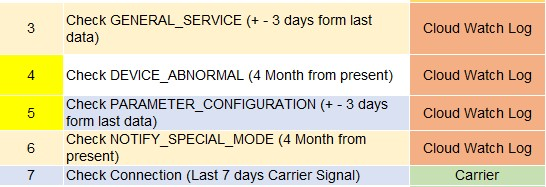 3
Check GENERAL_SERVICE (+ - 3 days form last
data)
Cloud Watch Log
4
Check DEVICE_ABNORMAL (4 Month from present)
Cloud Watch Log
5
Check PARAMETER_CONFIGURATION (+ - 3 days
form last data)
Cloud Watch Log
6
Check NOTIFY_SPECIAL_MODE (4 Month from
present)
Cloud Watch Log
7
Check Connection (Last 7 days Carrier Signal)
Carrier